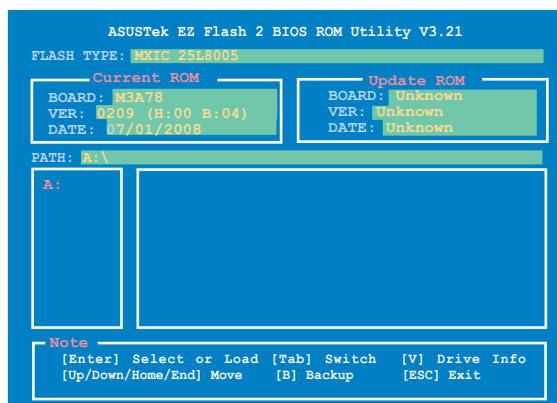 ASUSTek EZ Flash 2 BIOS ROM Utility V3.21
FLASH TYPE: MXIC 25L8005
Current ROM
BOARD: M3A78
VER: 0209 (H:00 B:04)
DATE: 07/01/2008
Update ROM
BOARD: Unknown
VER: Unknown
DATE: Unknown
PATH: A:\
A:
Note
[Enter] Select or Load [Tab] Switch [V] Drive Info
[Up/Down/Home/End] Move [B] Backup [ESC] Exit